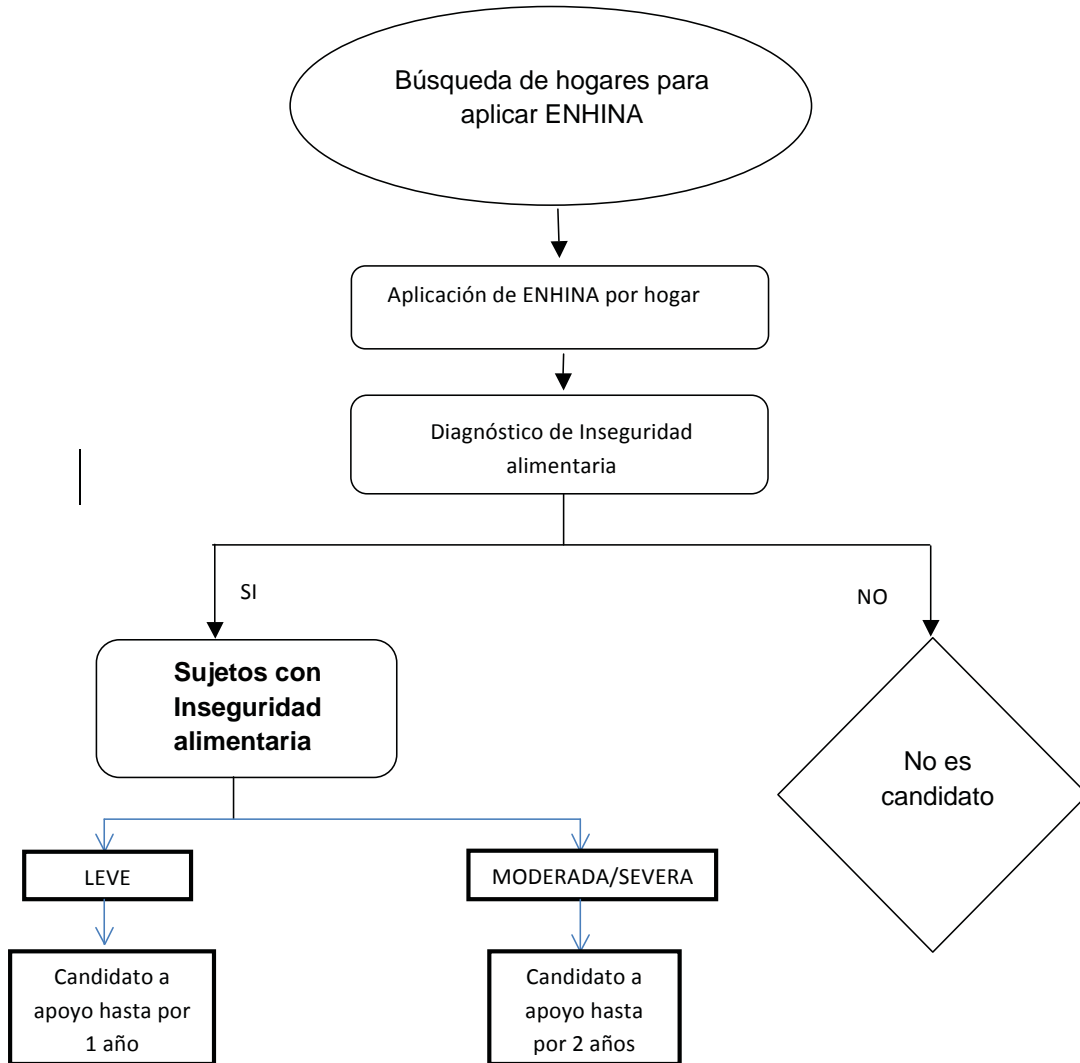 Búsqueda de hogares para
aplicar ENHINA
Aplicación de ENHINA por hogar
Diagnóstico de Inseguridad
alimentaria
SI
NO
Sujetos con
Inseguridad
alimentaria
No es
candidato
LEVE
MODERADA/SEVERA
Candidato a
apoyo hasta por
1 año
Candidato a
apoyo hasta
por 2 años